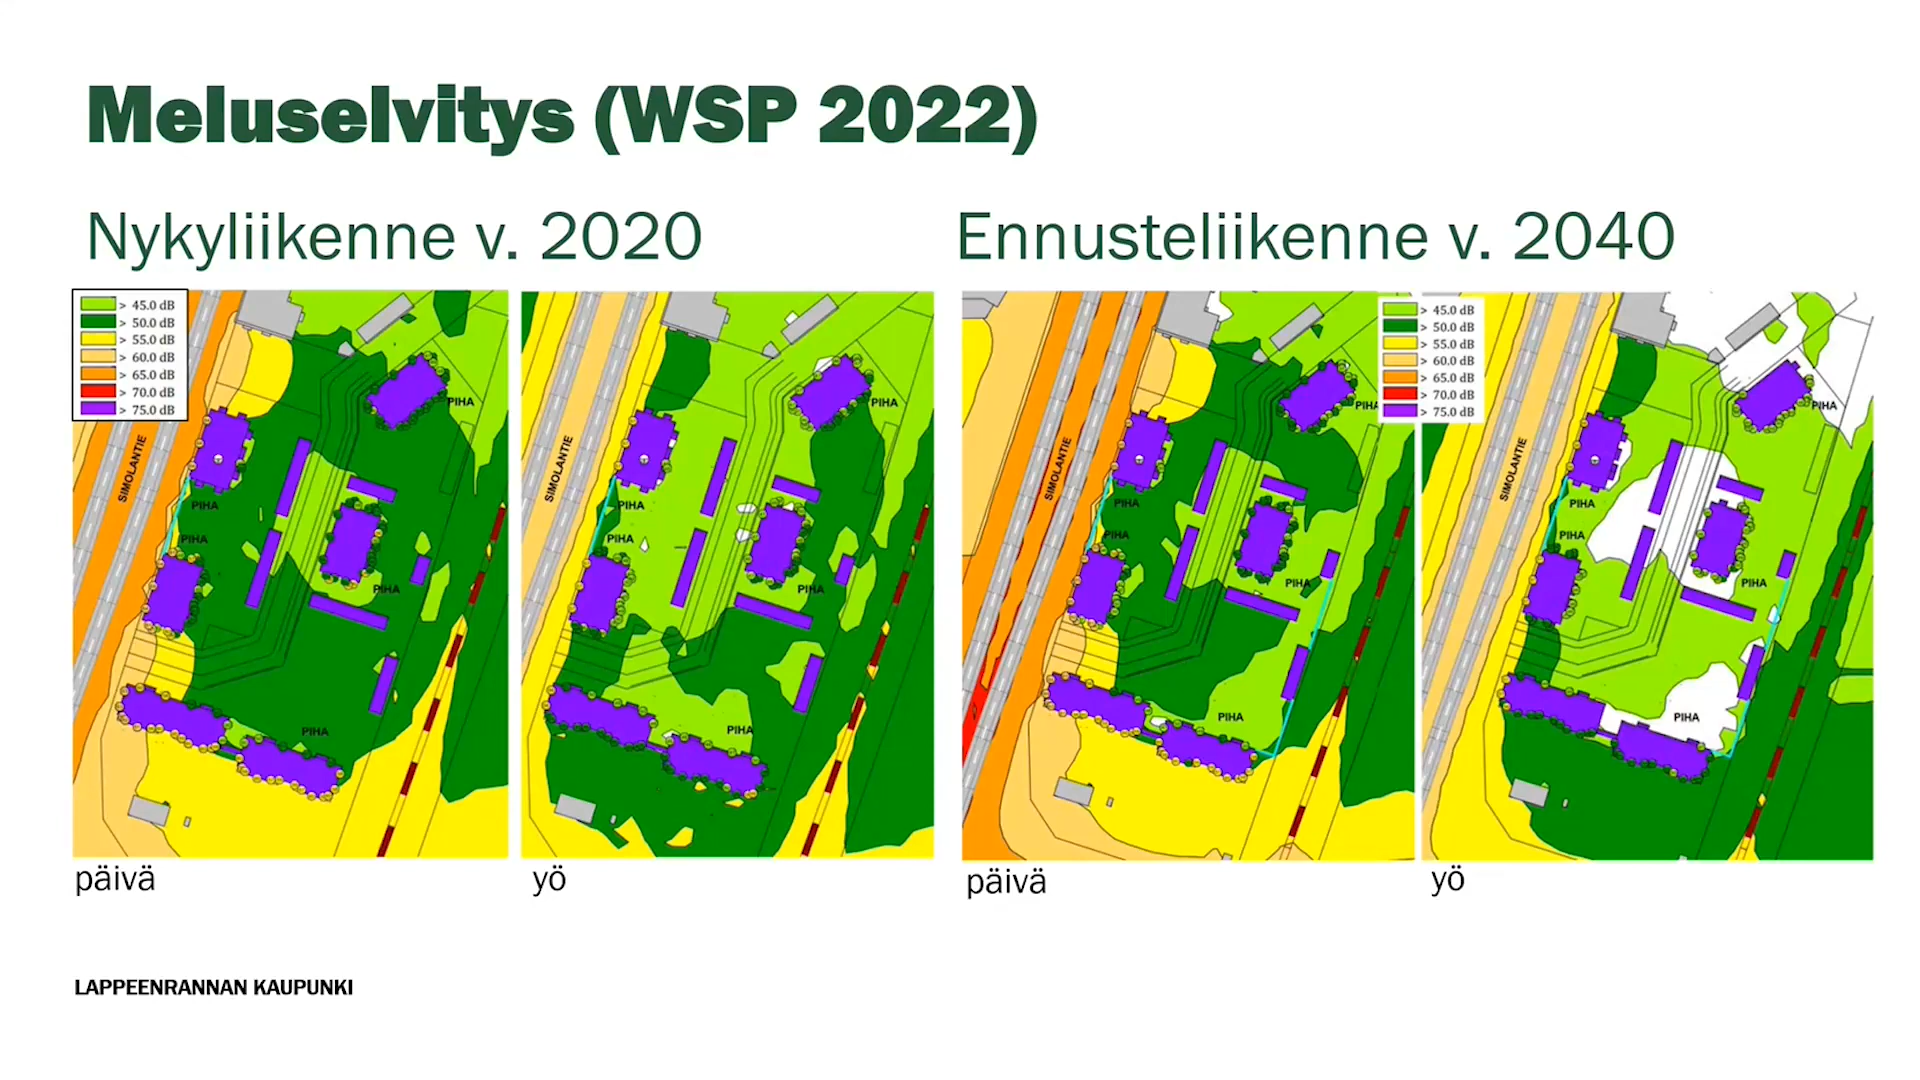 Meluselvitys (WSP 2022)
Nykyliikenne v. 2020
Ennusteliikenne v. 2040
> 45.0 dB
> 50.0 dB
> 55.0 dB
> 60.0 dB
> 65.0 dB
> 70.0 dB
> 75.0 dB
SIMOLANTIE
PIHA
PIHA
PIHA
PIHA
PIHA
SIMOLANTIE
PIHA
PIHA
PIHA
PIHA
PIHA
SIMOLANTIE
PIHA
PIHA
PIHA
PIHA
PIHA
> 45.0 dB
> 50.0 dB
> 55.0 dB
> 60.0 dB
> 65.0 dB
> 70.0 dB
> 75.0 dB
SIMOLANTIE
PIHA
PIHA
PIHA
PIHA
PIHA
päivä
yö
päivä
yö
LAPPEENRANNAN KAUPUNKI